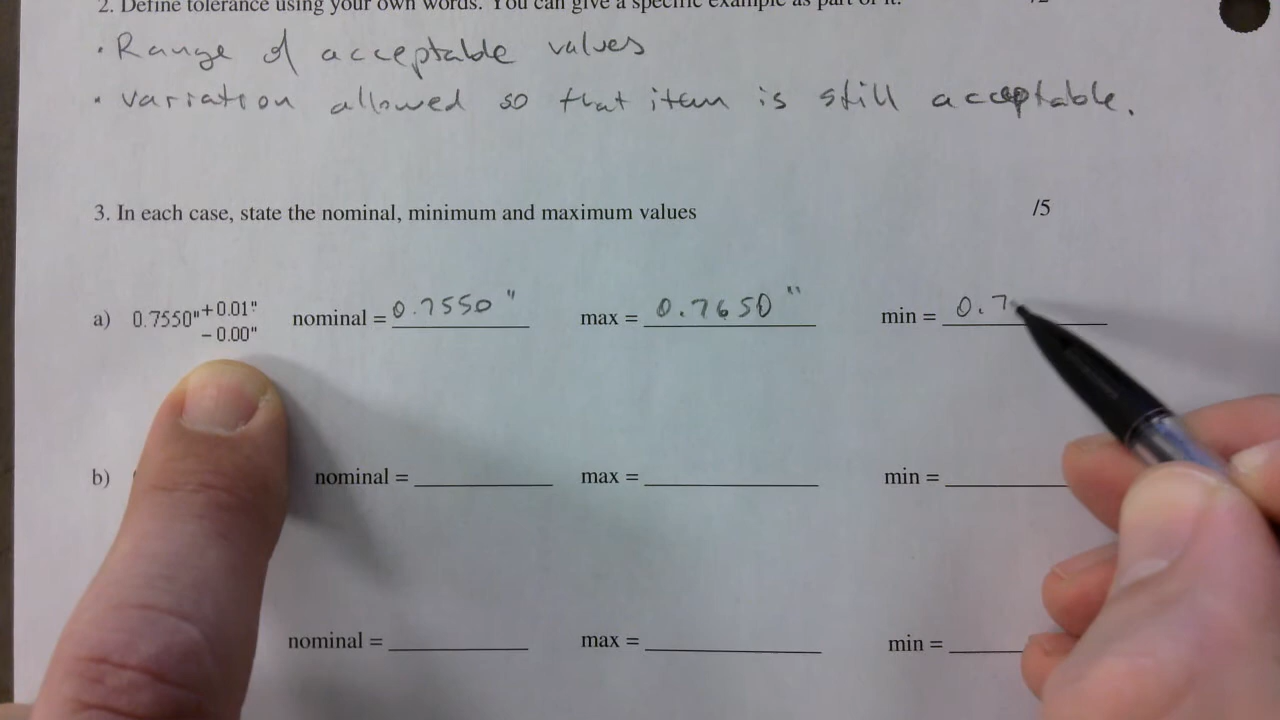 2. Define tolerance using your own words. You can give a specific example as part of it.
• Range of acceptable values
• variation allowed so that item is still acceptable.
3. In each case, state the nominal, minimum and maximum values /5
a) 0.7550" +0.01" - 0.00" nominal = 0.7550 " max = 0.7650 " min = 0.7
b) nominal = max = min =
nominal = max = min =